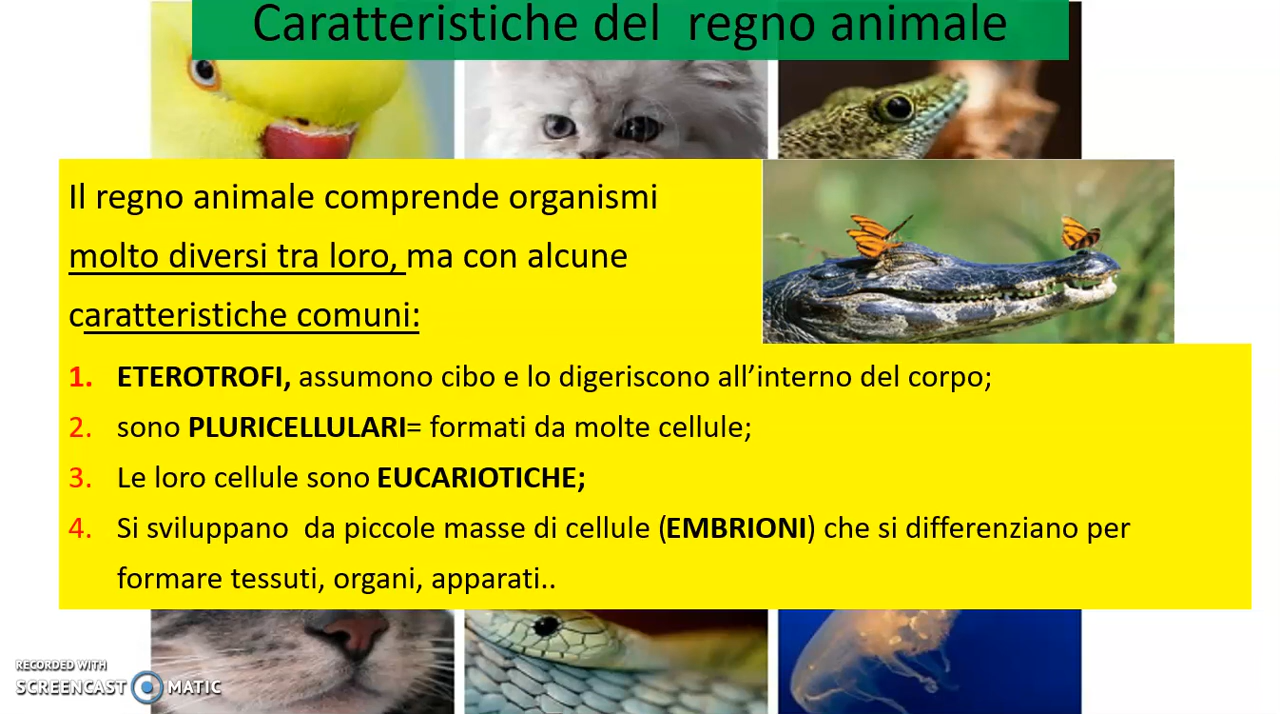 Caratteristiche del regno animale
Il regno animale comprende organismi
molto diversi tra loro, ma con alcune
caratteristiche comuni:
1. ETEROTROFI, assumono cibo e lo digeriscono all'interno del corpo;
2. sono PLURICELLULARI= formati da molte cellule;
3. Le loro cellule sono EUCARIOTICHE;
4. Si sviluppano da piccole masse di cellule (EMBRIONI) che si differenziano per
formare tessuti, organi, apparati..
RECORDED WITH
SCREENCAST MATIC